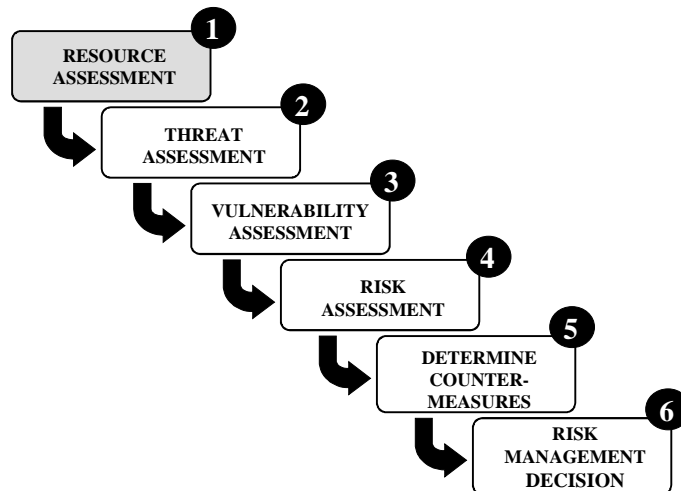 1
RESOURCE
ASSESSMENT
2
THREAT
ASSESSMENT
3
VULNERABILITY
ASSESSMENT
4
RISK
ASSESSMENT
5
DETERMINE
COUNTER-
MEASURES
6
RISK
MANAGEMENT
DECISION